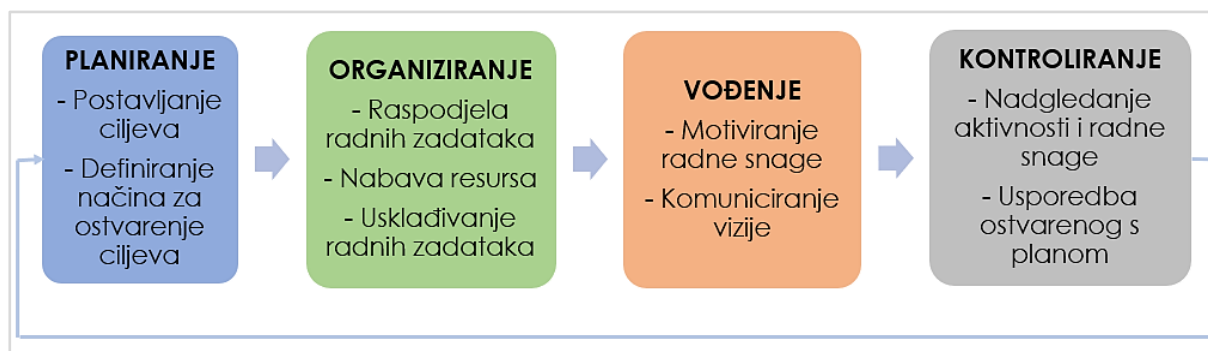 PLANIRANJE
- Postavljanje
ciljeva
- Definiranje
načina za
ostvarenje
ciljeva
ORGANIZIRANJE
- Raspodjela
radnih zadataka
- Nabava resursa
- Usklađivanje
radnih zadataka
VOĐENJE
- Motiviranje
radne snage
- Komuniciranje
vizije
KONTROLIRANJE
- Nadgledanje
aktivnosti i radne
snage
- Usporedba
ostvarenog s
planom